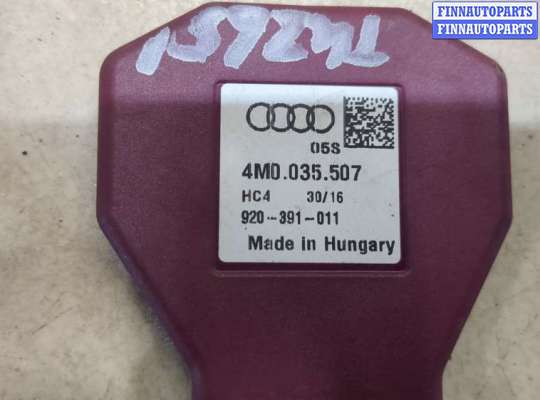 FINNAUTOPARTS
FINNAUTOPARTS
05S
4M0.035.507
HC4 30/16
920-391-011
Made in Hungary